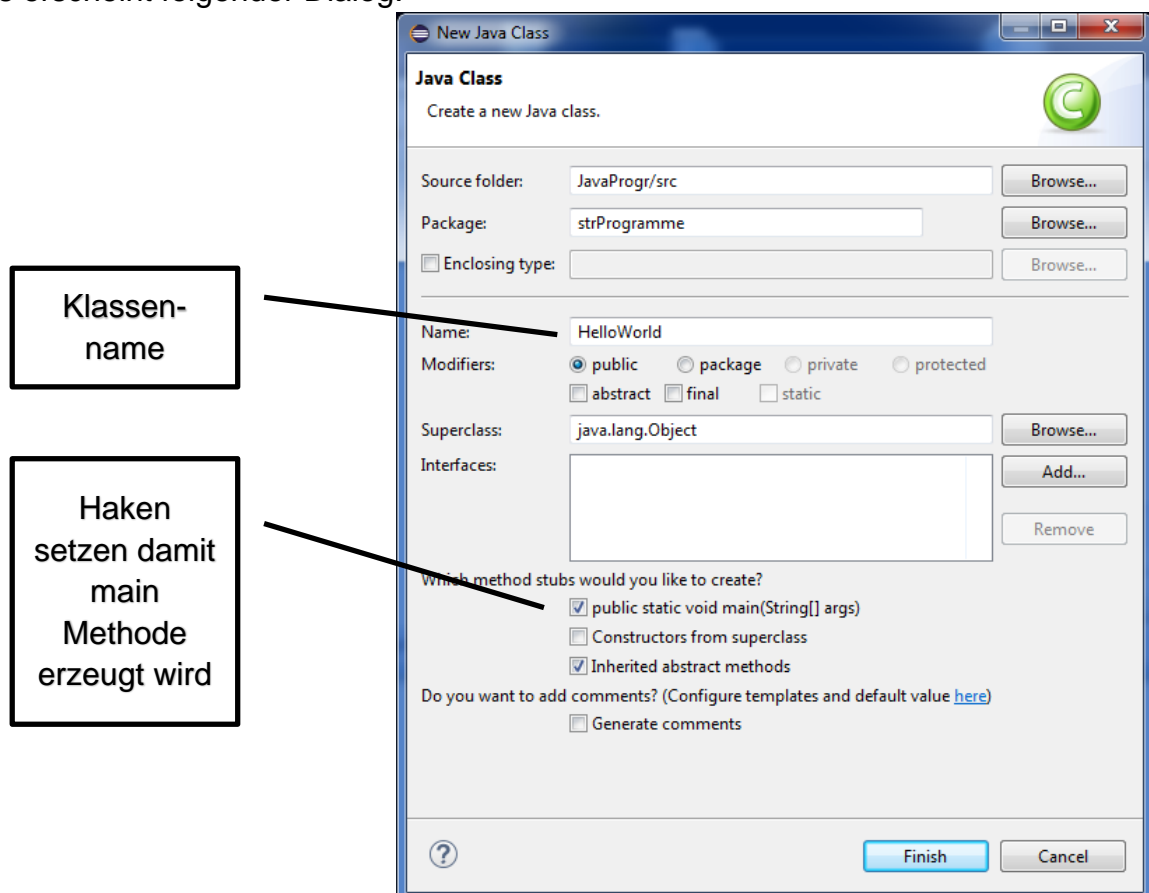 erscheint folgender Dialog:
New Java Class
Java Class
Create a new Java class.
Source folder: JavaProgr/src Browse...
Package: strProgramme Browse...
Enclosing type: Browse...
Klassen-
name
Name: HelloWorld
Modifiers: public package private protected
abstract final static
Superclass: java.lang.Object Browse...
Interfaces: Add...
Remove
Haken
setzen damit
main
Methode
erzeugt wird
Which method stubs would you like to create?
public static void main(String[] args)
Constructors from superclass
Inherited abstract methods
Do you want to add comments? (Configure templates and default value here)
Generate comments
? Finish Cancel